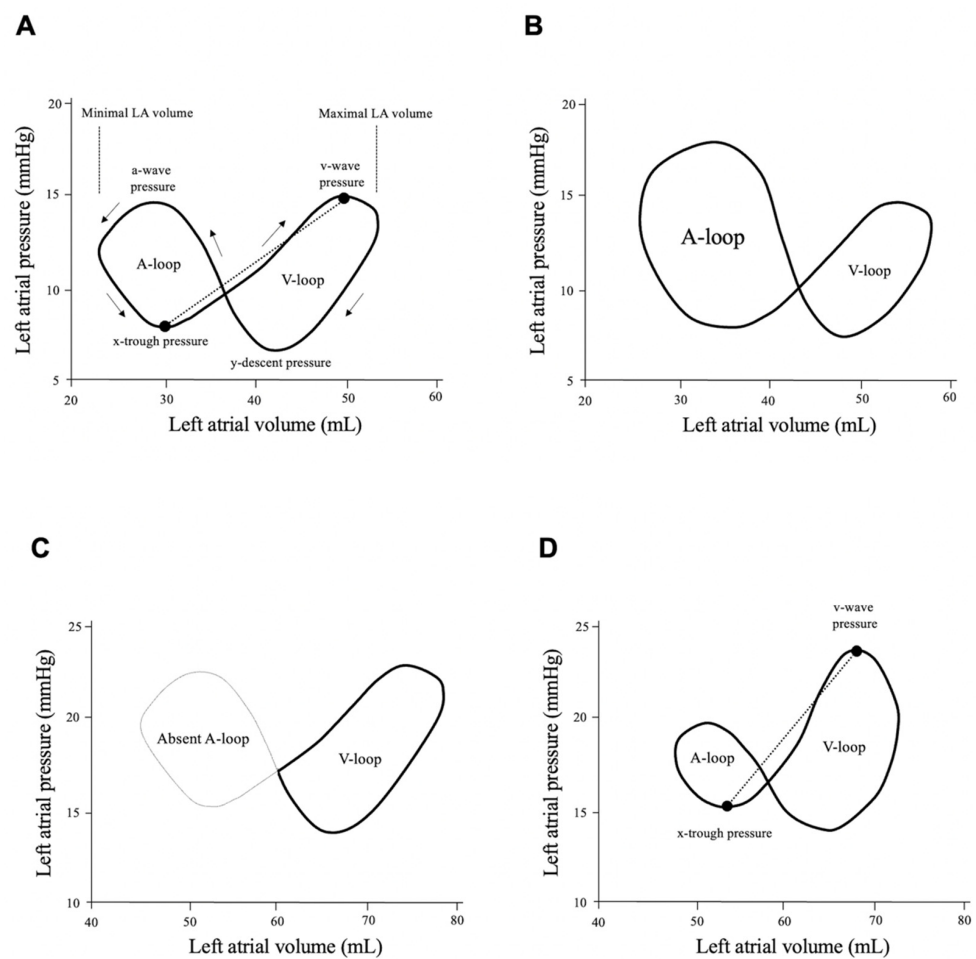 A
20
15
10
5
20
30
40
50
60
Left atrial pressure (mmHg)
Left atrial volume (mL)
Minimal LA volume
Maximal LA volume
a-wave
pressure
v-wave
pressure
A-loop
V-loop
x-trough pressure
y-descent pressure
B
20
15
10
5
20
30
40
50
60
Left atrial pressure (mmHg)
Left atrial volume (mL)
A-loop
V-loop
C
25
20
15
10
40
50
60
70
80
Left atrial pressure (mmHg)
Left atrial volume (mL)
Absent A-loop
V-loop
D
25
20
15
10
40
50
60
70
80
Left atrial pressure (mmHg)
Left atrial volume (mL)
v-wave
pressure
A-loop
V-loop
x-trough pressure